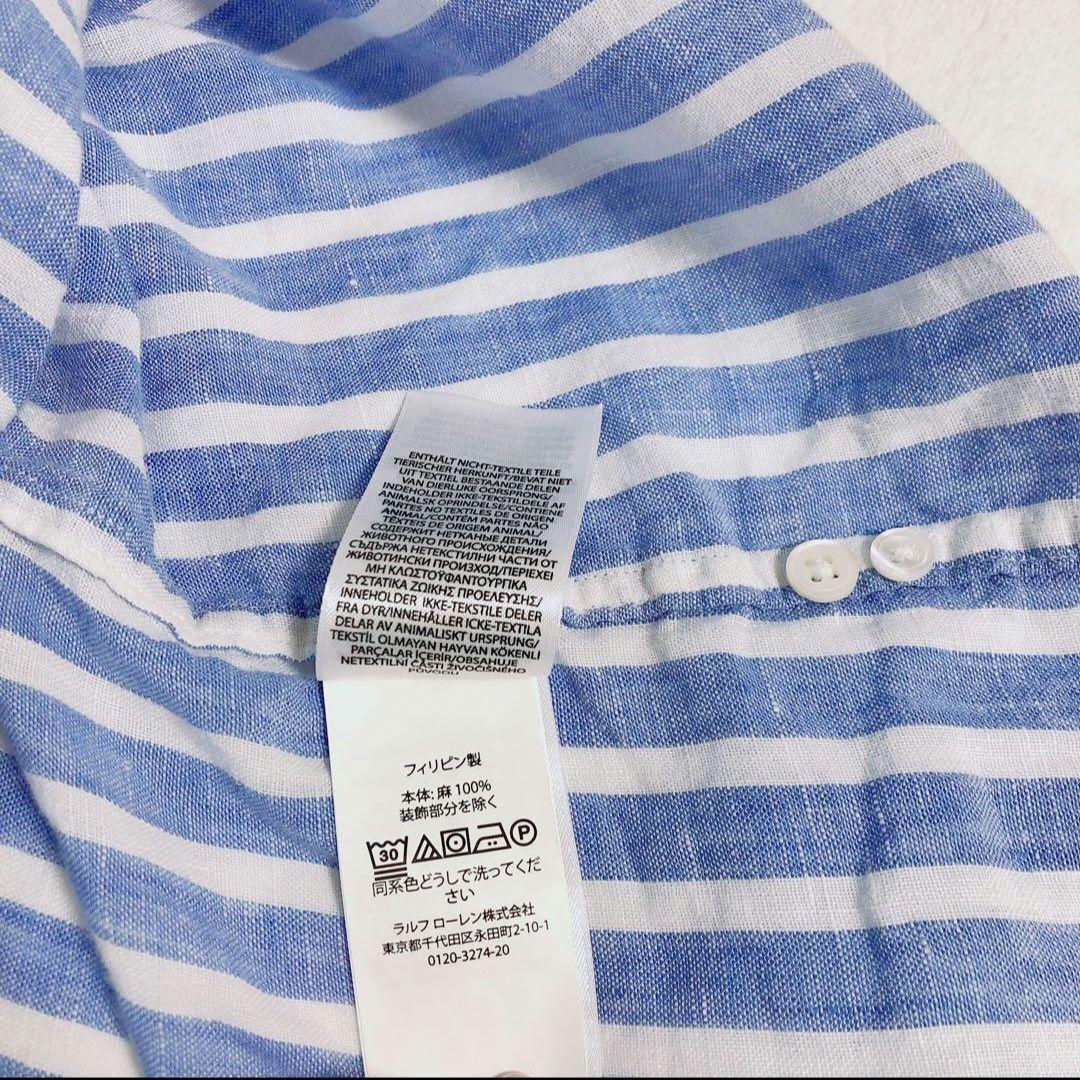 ENTHÄLT NICHT-TEXTILE TEILE
TIERISCHER HERKUNFT/BEVAT NIET
UIT TEXTIEL BESTAANDE DELEN
VAN DIERLIJKE OORSPRONG/
INDEHOLDER IKKE-TEKSTILDELE AF
ANIMALSK OPRINDELSE/CONTIENE
PARTES NO TEXTILES DE ORIGEN
ANIMAL/CONTÉM PARTES NÃO
TÊXTEIS DE ORIGEM ANIMAL/
СОДЕРЖИТ НЕТКАНЫЕ ДЕТАЛИ
ЖИВОТНОГО ПРОИСХОЖДЕНИЯ/
СЪДЪРЖА НЕТЕКСТИЛНИ ЧАСТИ ОТ
ЖИВОТИНСКИ ПРОИЗХОД/ΠΕΡΙΕΧΕΙ
ΜΗ ΚΛΩΣΤΟΫΦΑΝΤΟΥΡΓΙΚΑ
ΣΥΣΤΑΤΙΚΑ ΖΩΙΚΗΣ ΠΡΟΕΛΕΥΣΗΣ/
INNEHOLDER IKKE-TEKSTILE DELER
FRA DYR/INNEHÅLLER ICKE-TEXTILA
DELAR AV ANIMALISKT URSPRUNG/
TEKSTİL OLMAYAN HAYVAN KÖKENLI
PARÇALAR İÇERİR/OBSAHUJE
NETEXTILNÍ ČÁSTI ŽIVOČIŠNÉHO
PŮVODU
フィリピン製
本体: 麻 100%
装飾部分を除く
30 P
同系色どうしで洗ってくだ
さい
ラルフ ローレン株式会社
東京都千代田区永田町2-10-1
0120-3274-20